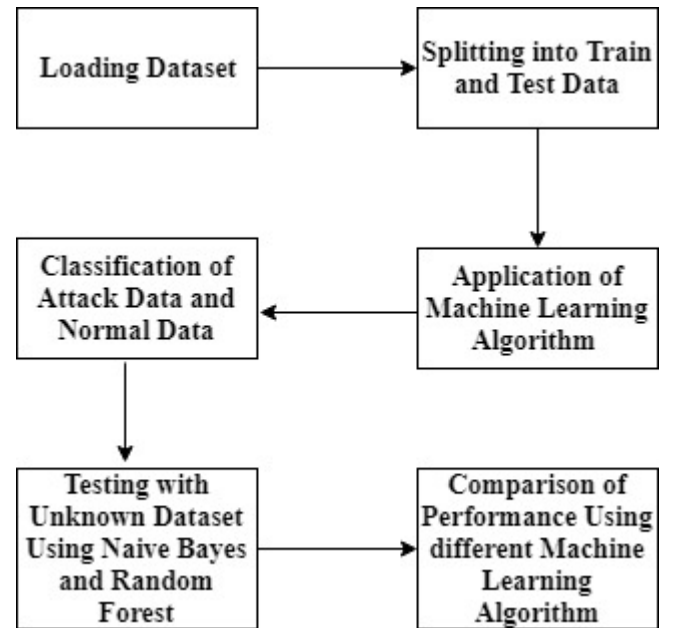 Loading Dataset
Splitting into Train
and Test Data
Application of
Machine Learning
Algorithm
Classification of
Attack Data and
Normal Data
Testing with
Unknown Dataset
Using Naive Bayes
and Random
Forest
Comparison of
Performance Using
different Machine
Learning
Algorithm